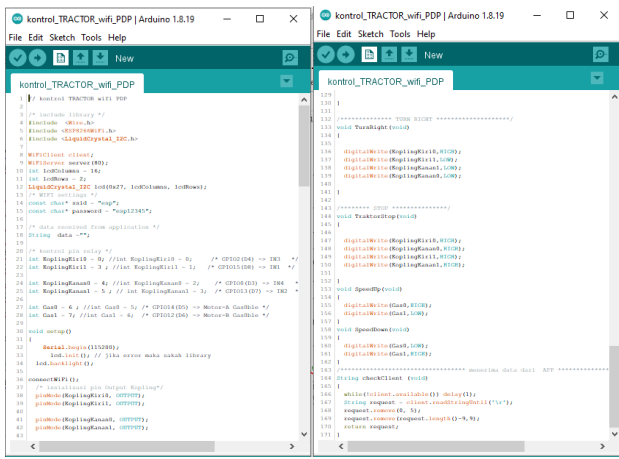 kontrol_TRACTOR_wifi_PDP | Arduino 1.8.19
File Edit Sketch Tools Help
New
kontrol_TRACTOR_wifi_PDP
1 // kontrol TRACTOR wifi PDP
2
3 /* include library */
4 #include <Wire.h>
5 #include <ESP8266WiFi.h>
6 #include <LiquidCrystal_I2C.h>
7
8 WiFiClient client;
9 WiFiServer server(80);
10 int lcdColumns = 16;
11 int lcdRows = 2;
12 LiquidCrystal_I2C lcd(0x27, lcdColumns, lcdRows);
13 /* WIFI settings */
14 const char* ssid = "esp";
15 const char* password = "esp12345";
16
17 /* data received from application */
18 String data ="";
19
20 /* kontrol pin relay */
21 int KoplingKiri0 = 0; //int KoplingKiri0 = 0; /* GPIO2(D4) => IN3 */
22 int KoplingKiri1 = 3 ; //int KoplingKiri1 = 1; /* GPIO15(D8) => IN1 */
23
24 int KoplingKanan0 = 4; //int KoplingKanan0 = 2; /* GPIO0(D3) => IN4
25 int KoplingKanan1 = 5 ; // int KoplingKanan1 = 3; /* GPIO13(D7) => IN2
26
27 int Gas0 = 6 ; //int Gas0 = 5; /* GPIO14(D5) => Motor-A
28 int Gas1 = 7; //int Gas1 = 6; /* GPIO12(D6) => Motor-B
29
30 void setup()
31 {
32 Serial.begin(115200);
33 lcd.init(); // jika error maka salah library
34 lcd.backlight();
35
36 connectWiFi();
37 /* inisialisasi pin Output Kopling*/
38 pinMode(KoplingKiri0, OUTPUT);
39 pinMode(KoplingKiri1, OUTPUT);
40
41 pinMode(KoplingKanan0, OUTPUT);
42 pinMode(KoplingKanan1, OUTPUT);
43
kontrol_TRACTOR_wifi_PDP | Arduino 1.8.19
File Edit Sketch Tools Help
New
kontrol_TRACTOR_wifi_PDP
129
130 }
131
132 /************* TURN RIGHT *******************/
133 void TurnRight(void)
134 {
135
136 digitalWrite(KoplingKiri0,HIGH);
137 digitalWrite(KoplingKiri1,LOW);
138 digitalWrite(KoplingKanan1,LOW);
139 digitalWrite(KoplingKanan0,LOW);
140
141 }
142
143 /******** STOP ***************/
144 void TraktorStop(void)
145 {
146
147 digitalWrite(KoplingKiri0,HIGH);
148 digitalWrite(KoplingKanan0,HIGH);
149 digitalWrite(KoplingKiri1,HIGH);
150 digitalWrite(KoplingKanan1,HIGH);
151
152 }
153 void SpeedUp(void)
154 {
155 digitalWrite(Gas0,HIGH);
156 digitalWrite(Gas1,LOW);
157 }
158 void SpeedDown(void)
159 {
160 digitalWrite(Gas0,LOW);
161 digitalWrite(Gas1,HIGH);
162 }
163 /******************************* menerima data dari APP *************
164 String checkClient (void)
165 {
166 while(!client.available()) delay(1);
167 String request = client.readStringUntil('\r');
168 request.remove(0, 5);
169 request.remove(request.length()-9,9);
170 return request;
171 }